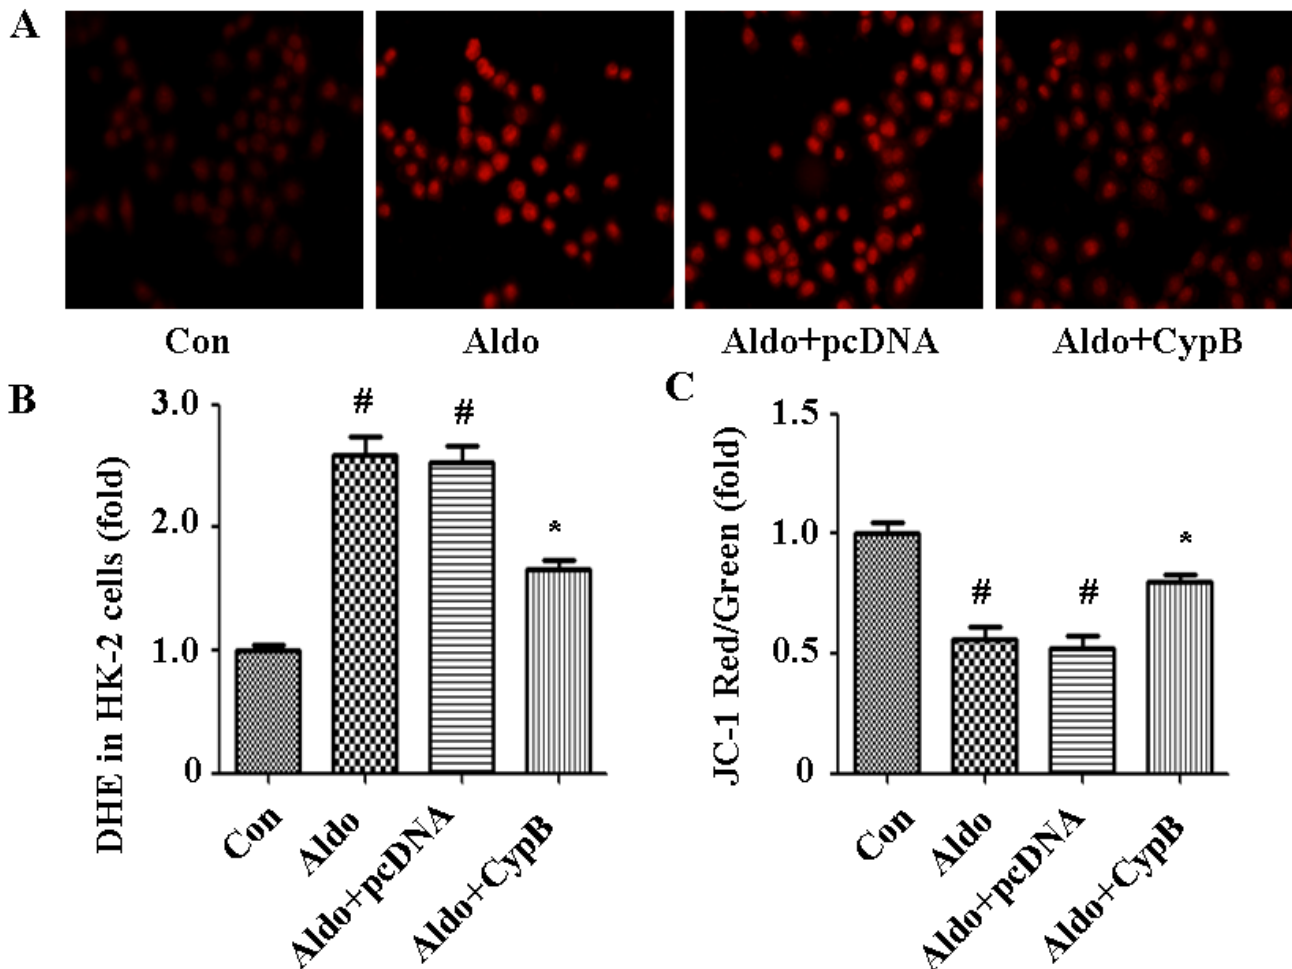 A
Con
Aldo
Aldo+pcDNA
Aldo+CypB
B
DHE in HK-2 cells (fold)
3.0
2.0
1.0
0
#
#
*
Con
Aldo
Aldo+pcDNA
Aldo+CypB
C
JC-1 Red/Green (fold)
1.5
1.0
0.5
0
#
#
*
Con
Aldo
Aldo+pcDNA
Aldo+CypB